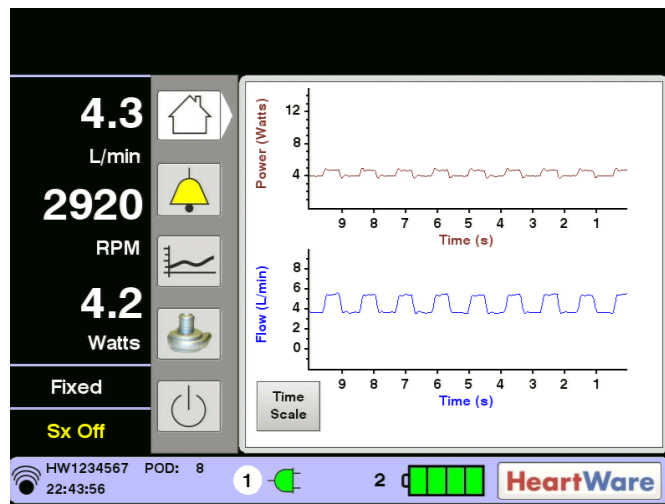 4.3
L/min
2920
RPM
4.2
Watts
Fixed
Sx Off
Power (Watts)
12
8
4
9 8 7 6 5 4 3 2 1
Time (s)
Flow (L/min)
8
6
4
2
0
9 8 7 6 5 4 3 2 1
Time (s)
Time
Scale
HW1234567 POD: 8
22:43:56
1
2
HeartWare